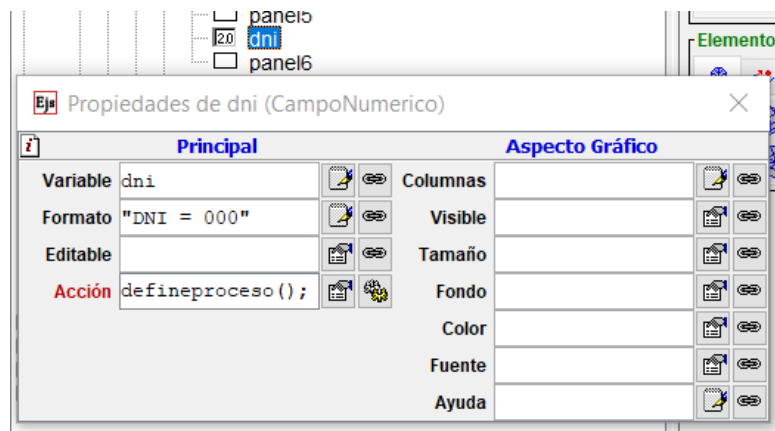 panel5
2.0 dni
panel6
Elemento
Ejs Propiedades de dni (CampoNumerico)
i Principal Aspecto Gráfico
Variable dni Columnas
Formato "DNI = 000" Visible
Editable Tamaño
Acción defineproceso(); Fondo
Color
Fuente
Ayuda